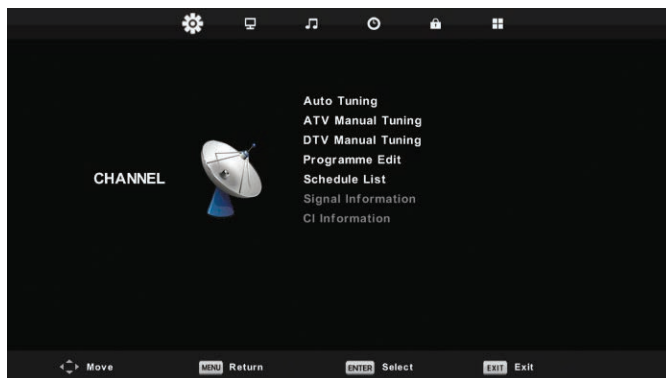 Auto Tuning
ATV Manual Tuning
DTV Manual Tuning
Programme Edit
CHANNEL
Schedule List
Signal Information
CI Information
Move
MENU Return
ENTER Select
EXIT Exit